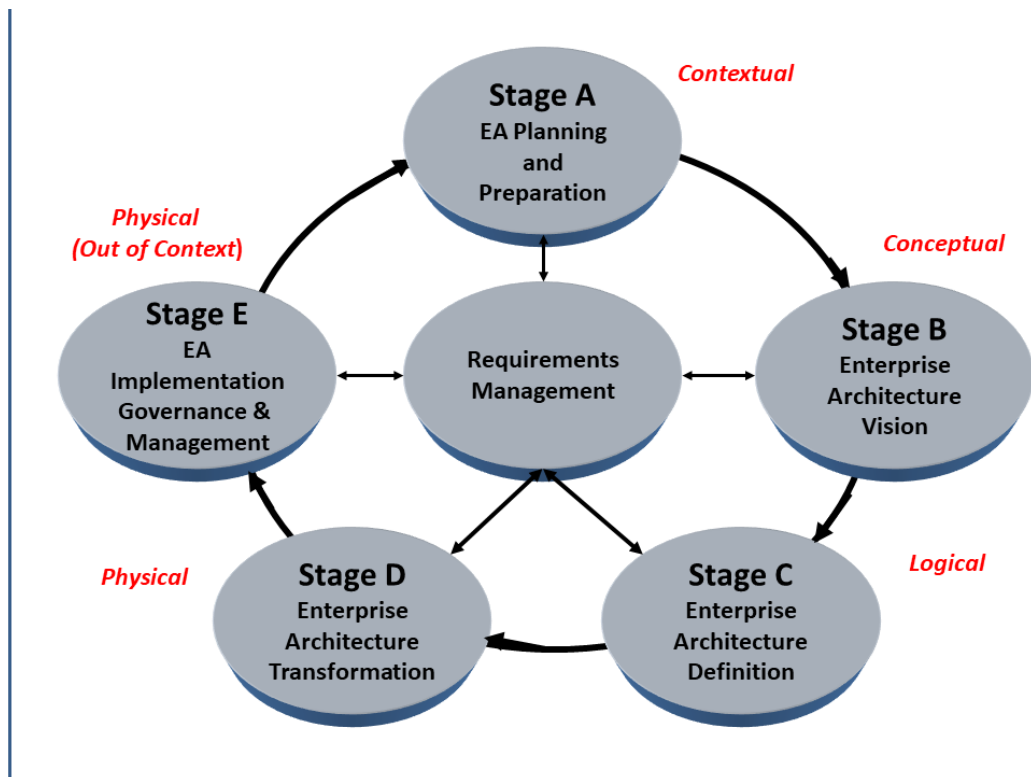 Stage A
EA Planning
and
Preparation
Contextual
Physical
(Out of Context)
Conceptual
Stage E
EA
Implementation
Governance &
Management
Requirements
Management
Stage B
Enterprise
Architecture
Vision
Physical
Stage D
Enterprise
Architecture
Transformation
Stage C
Enterprise
Architecture
Definition
Logical